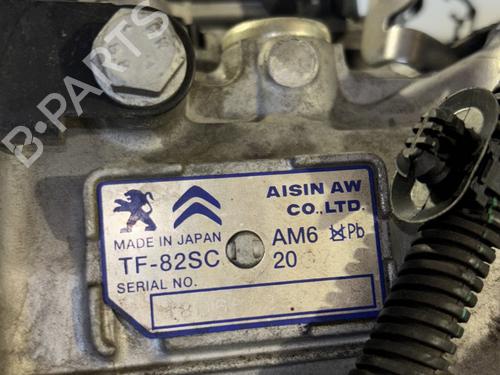 B-PARTS
AISIN AW
CO.,LTD.
MADE IN JAPAN
TF-82SC
AM6 Pb
20
SERIAL NO.